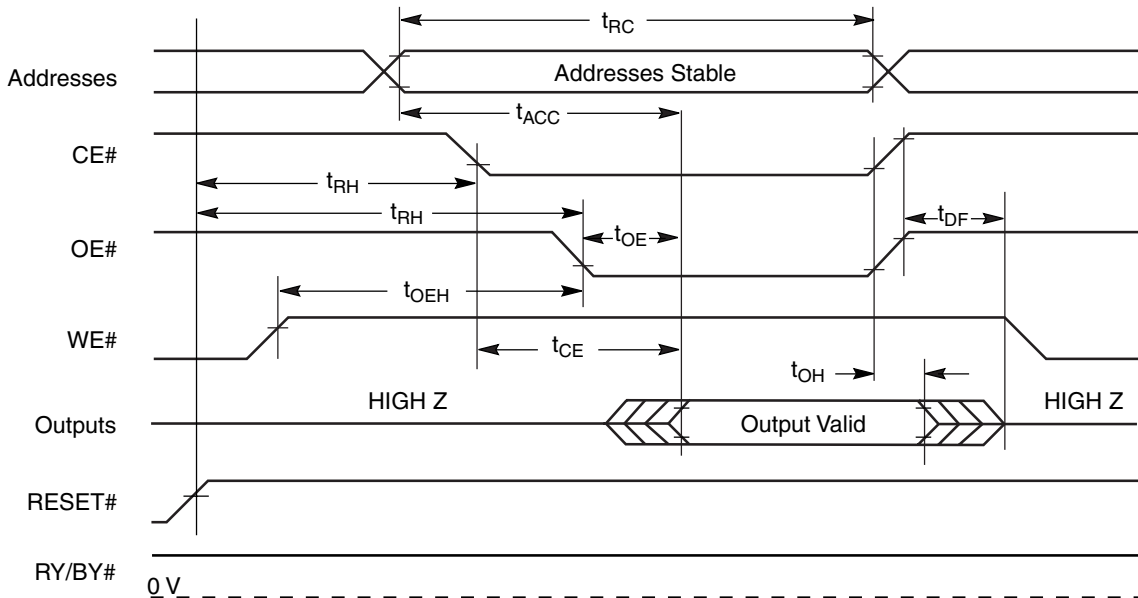 tRC
Addresses
Addresses Stable
tACC
CE#
tRH
tRH
tDF
OE#
tOE
tOEH
WE#
tCE
tOH
HIGH Z
HIGH Z
Outputs
Output Valid
RESET#
RY/BY#
0 V